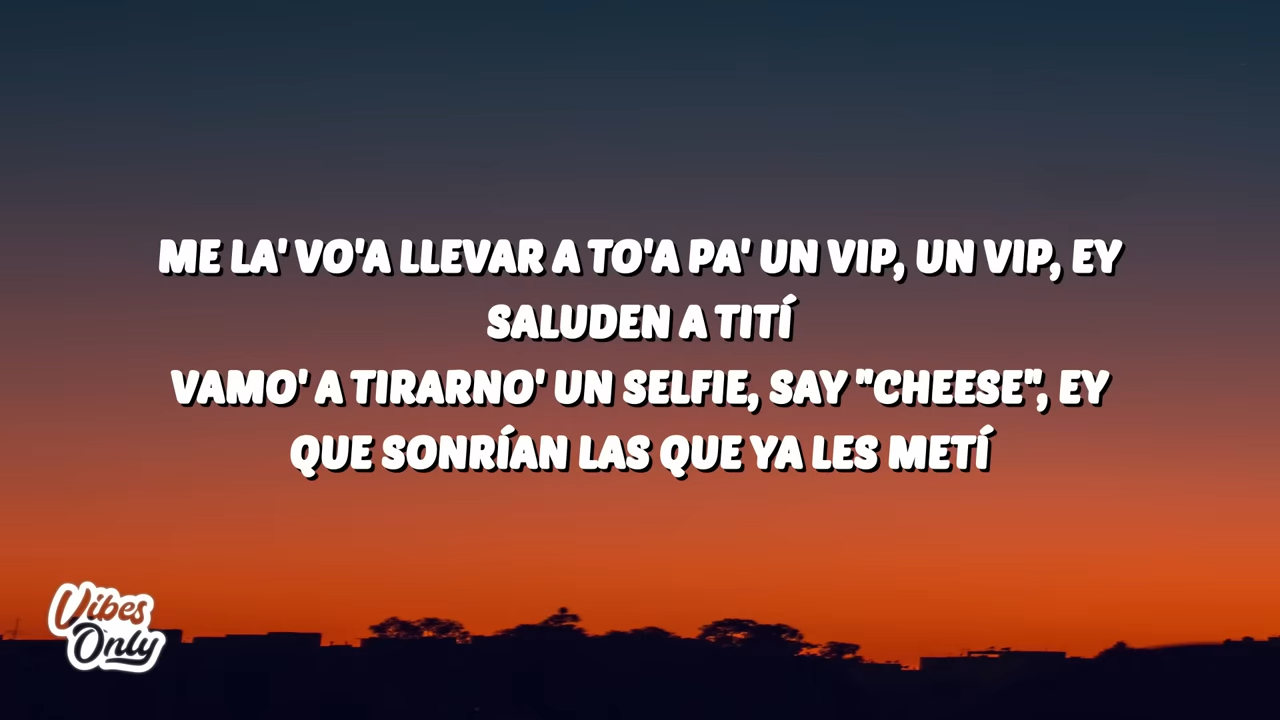 ME LA' VO'A LLEVAR A TO'A PA' UN VIP, UN VIP, EY
SALUDEN A TITÍ
VAMO' A TIRARNO' UN SELFIE, SAY "CHEESE", EY
QUE SONRÍAN LAS QUE YA LES METÍ
Vibes
Only